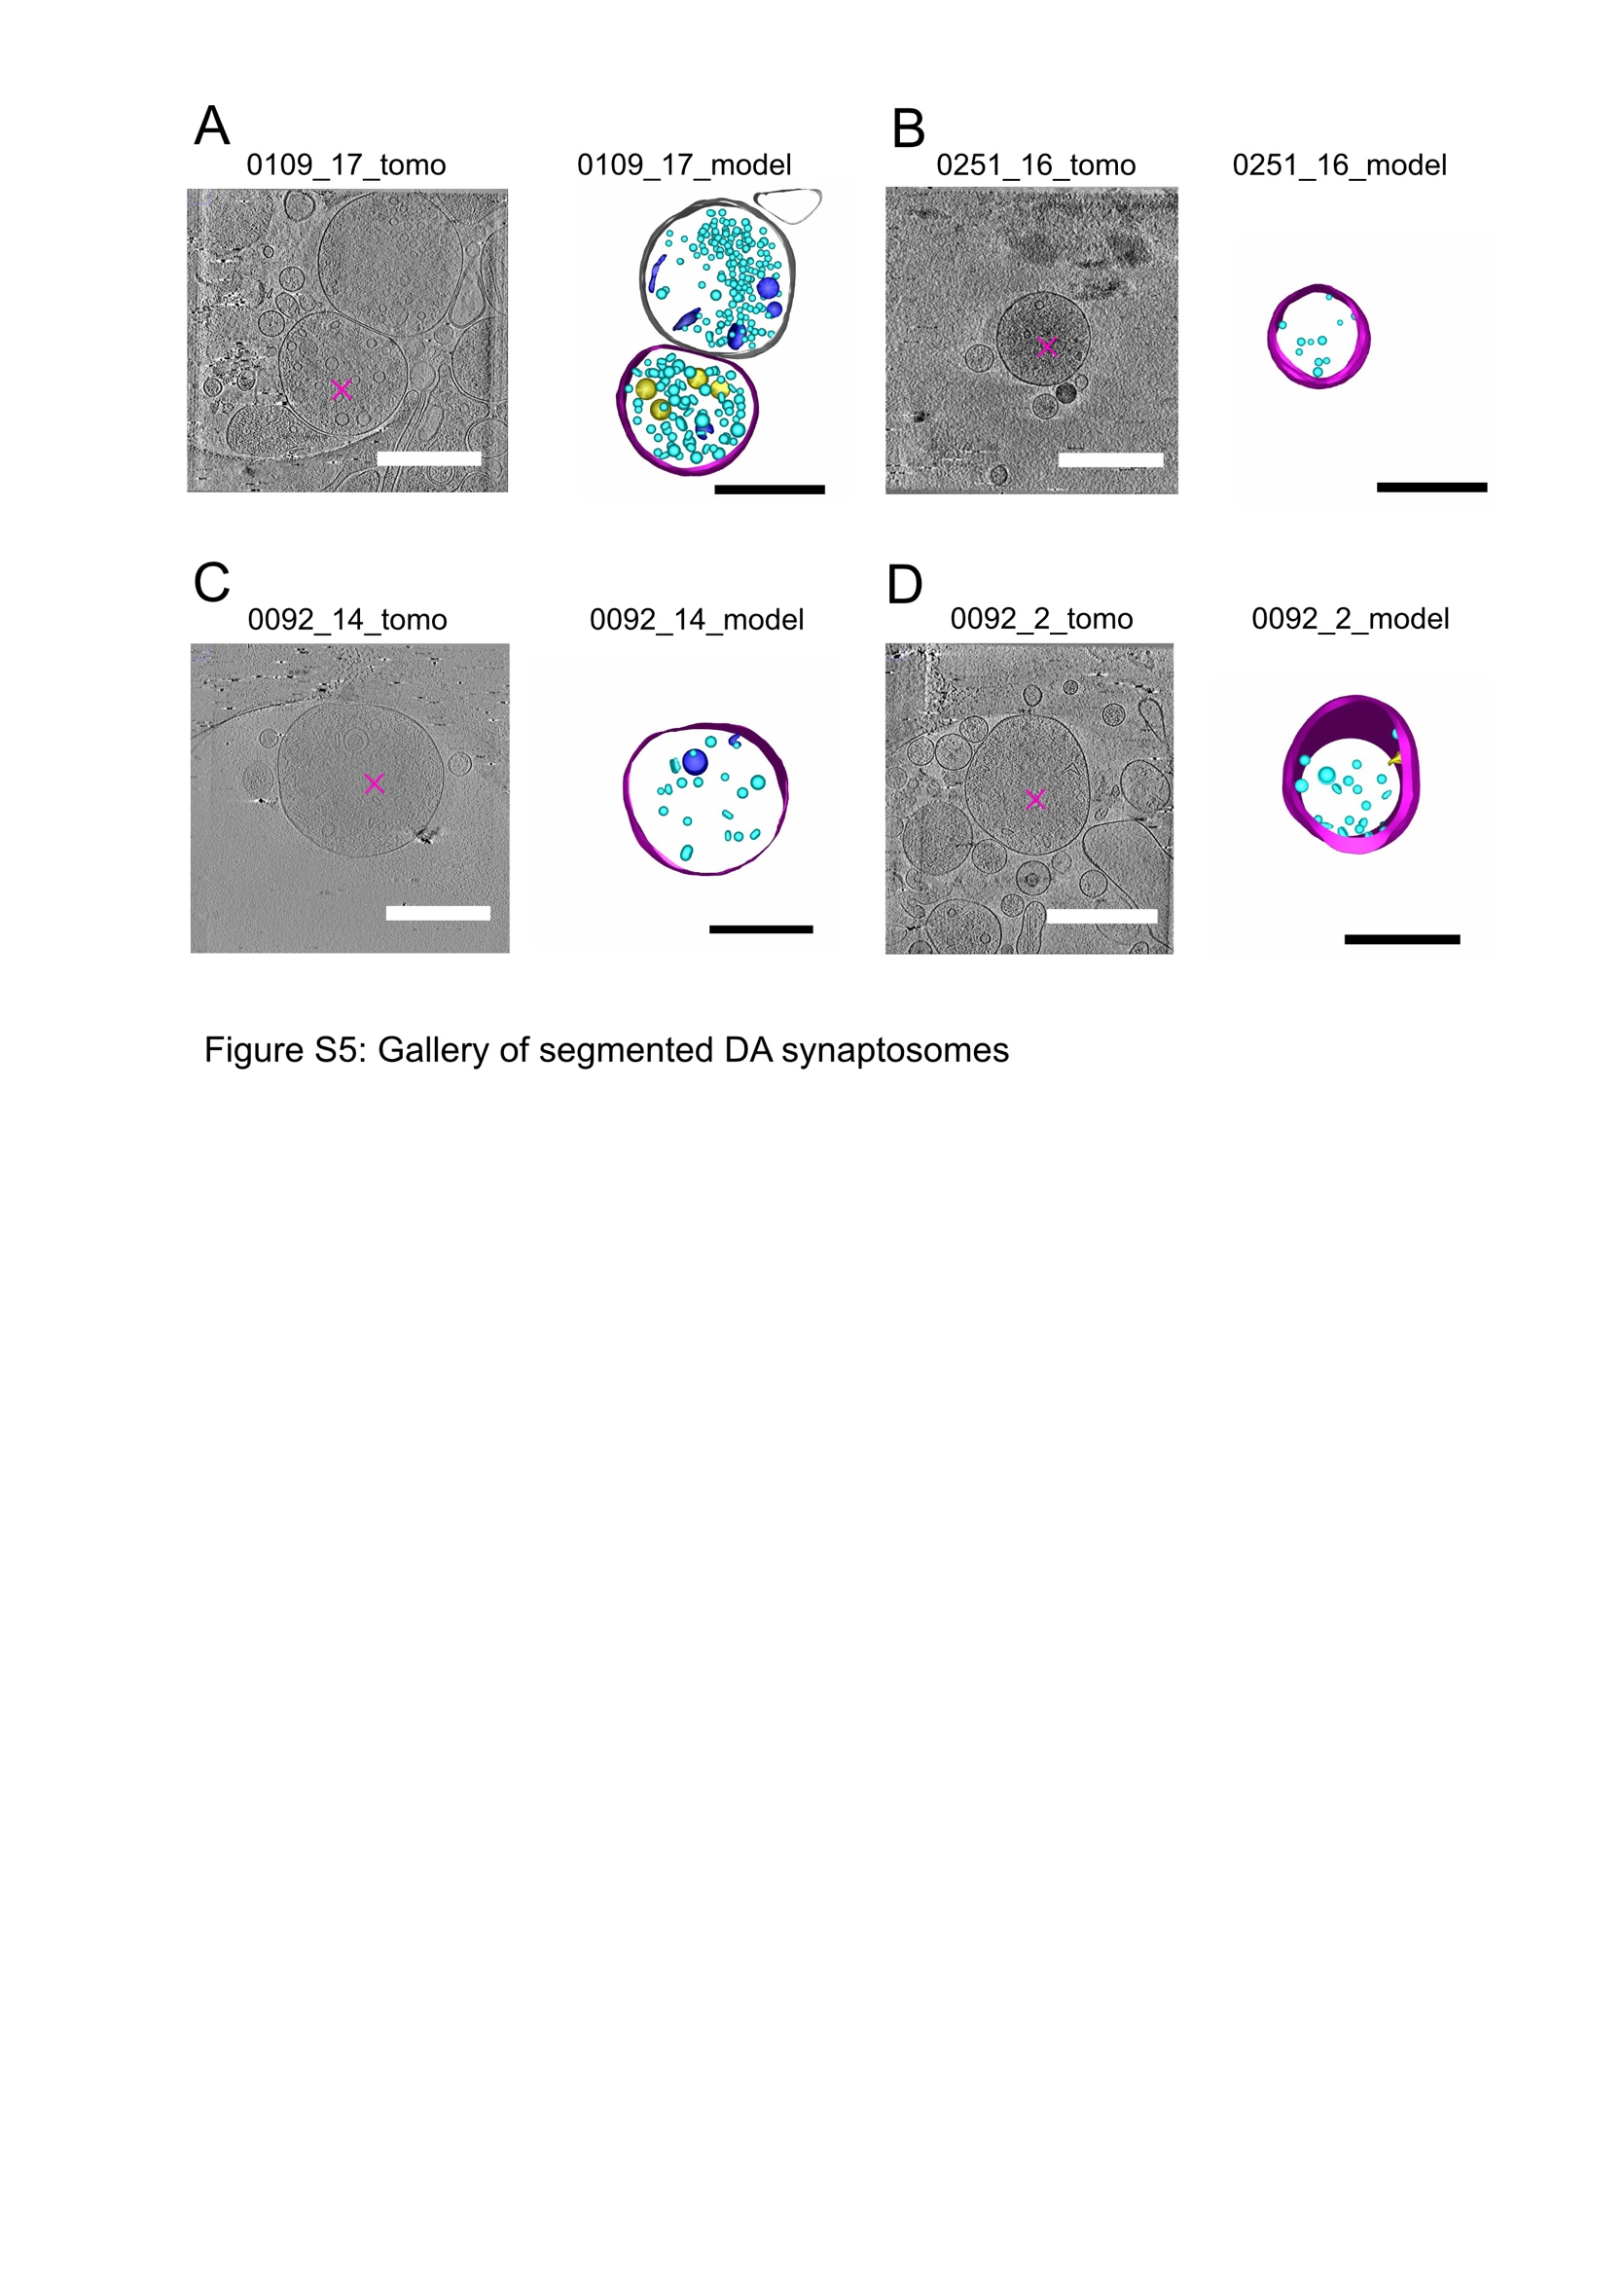 A
B
0109_17_tomo
0109_17_model
0251_16_tomo
0251_16_model
C
D
0092_14_tomo
0092_14_model
0092_2_tomo
0092_2_model
Figure S5: Gallery of segmented DA synaptosomes